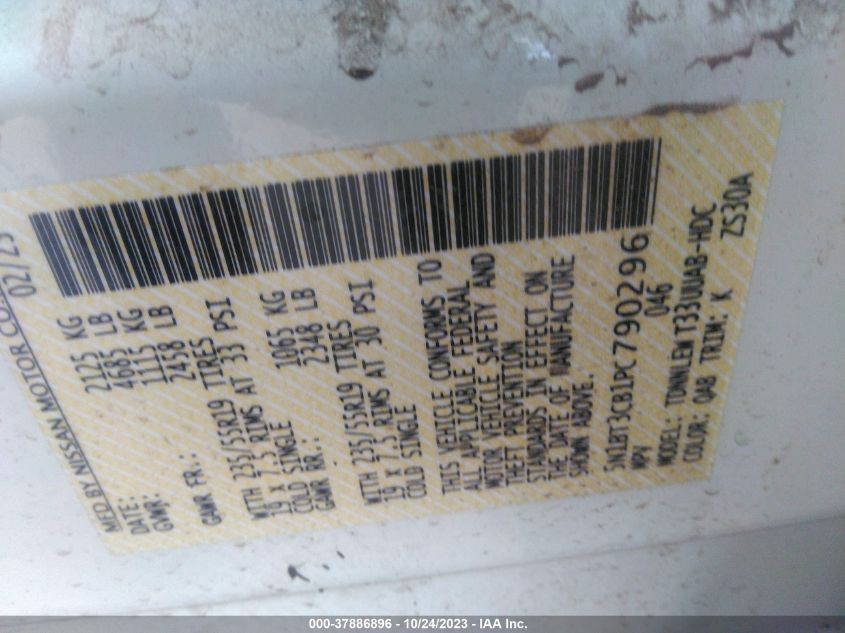 MFD BY NISSAN MOTOR CO.,
DATE: 02/23
GVWR: 2125 KG
4685 LB
GAWR FR.: 1115 KG
2458 LB
WITH 235/55R19 TIRES
19 x 7.5 RIMS AT 33 PSI
COLD SINGLE
GAWR RR.: 1065 KG
2348 LB
WITH 235/55R19 TIRES
19 x 7.5 RIMS AT 30 PSI
COLD SINGLE
THIS VEHICLE CONFORMS TO
ALL APPLICABLE FEDERAL
MOTOR VEHICLE SAFETY AND
THEFT PREVENTION
STANDARDS IN EFFECT ON
THE DATE OF MANUFACTURE
SHOWN ABOVE.
5N1BT3CB1PC790296
MPV 046
MODEL: TDNNLEW T33UUAB-HDC
COLOR: QAB TRIM: K ZS30A
000-37886896 - 10/24/2023 - IAA Inc.